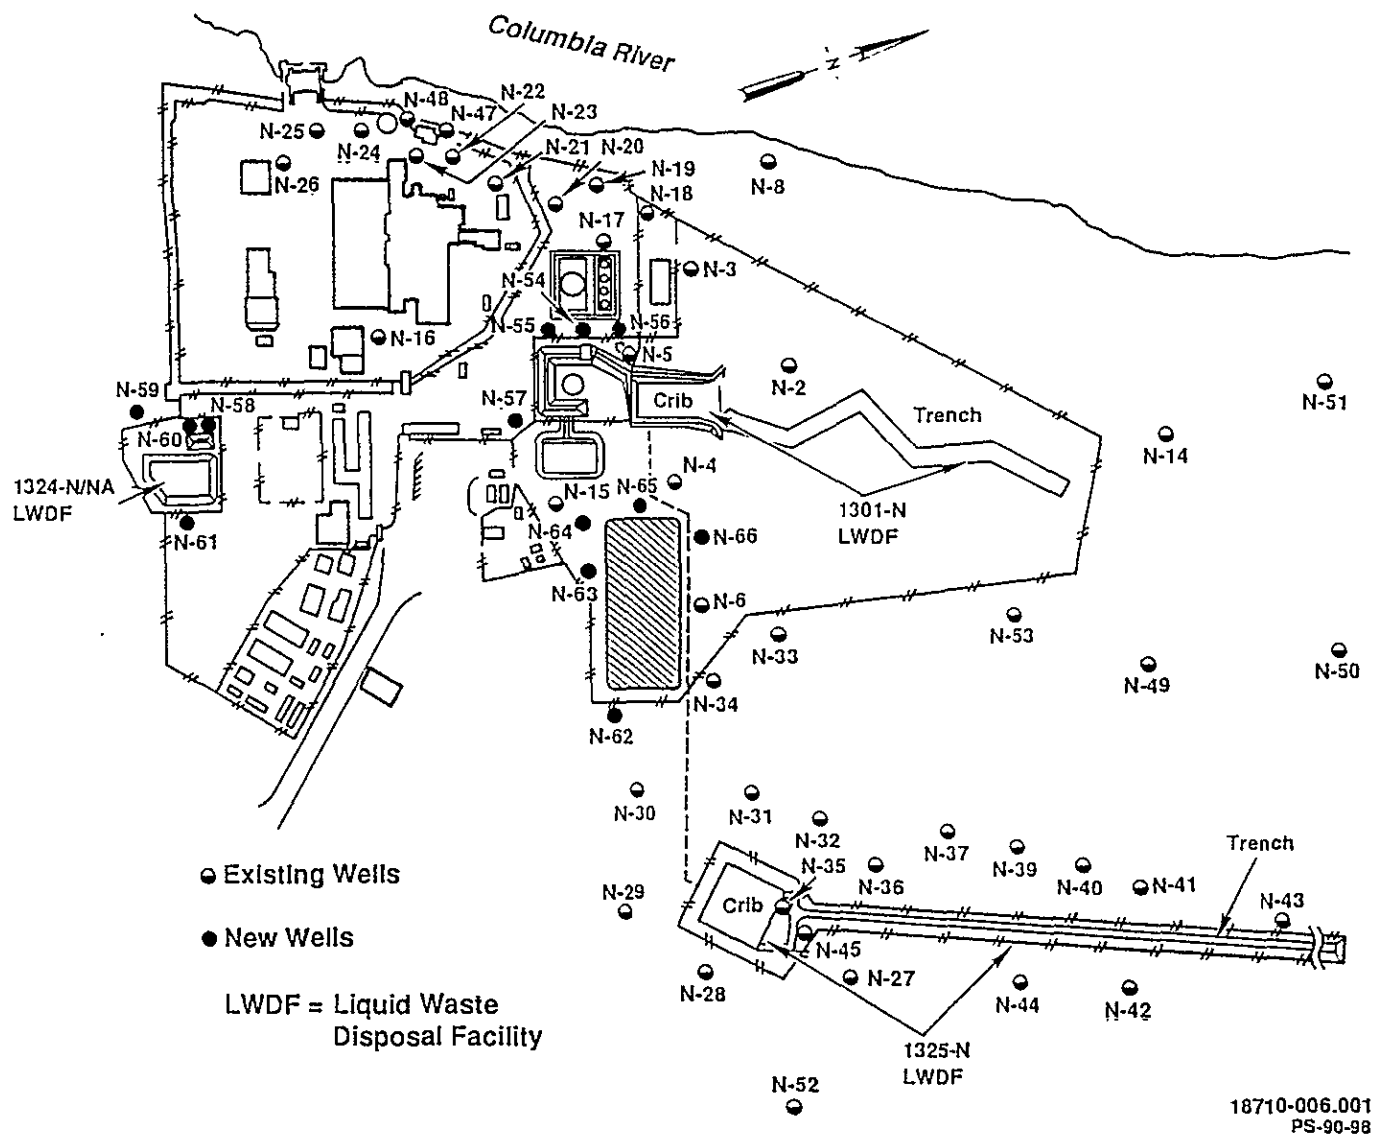 Columbia River
N
N-22
N-48
N-47
N-23
N-25
N-24
N-21
N-20
N-19
N-8
N-26
N-18
N-17
N-3
N-54
N-55
N-56
N-16
N-5
N-2
N-59
N-58
N-57
Crib
Trench
N-51
N-60
N-14
1324-N/NA
LWDF
N-4
N-15
N-65
1301-N
LWDF
N-64
N-66
N-61
N-63
N-6
N-53
N-33
N-49
N-50
N-34
N-62
N-30
N-31
N-32
N-37
Trench
N-35
N-39
Existing Wells
N-36
N-40
N-41
N-29
Crib
N-43
New Wells
N-45
N-28
N-27
N-44
N-42
LWDF = Liquid Waste
Disposal Facility
1325-N
LWDF
N-52
18710-006.001
PS-90-98